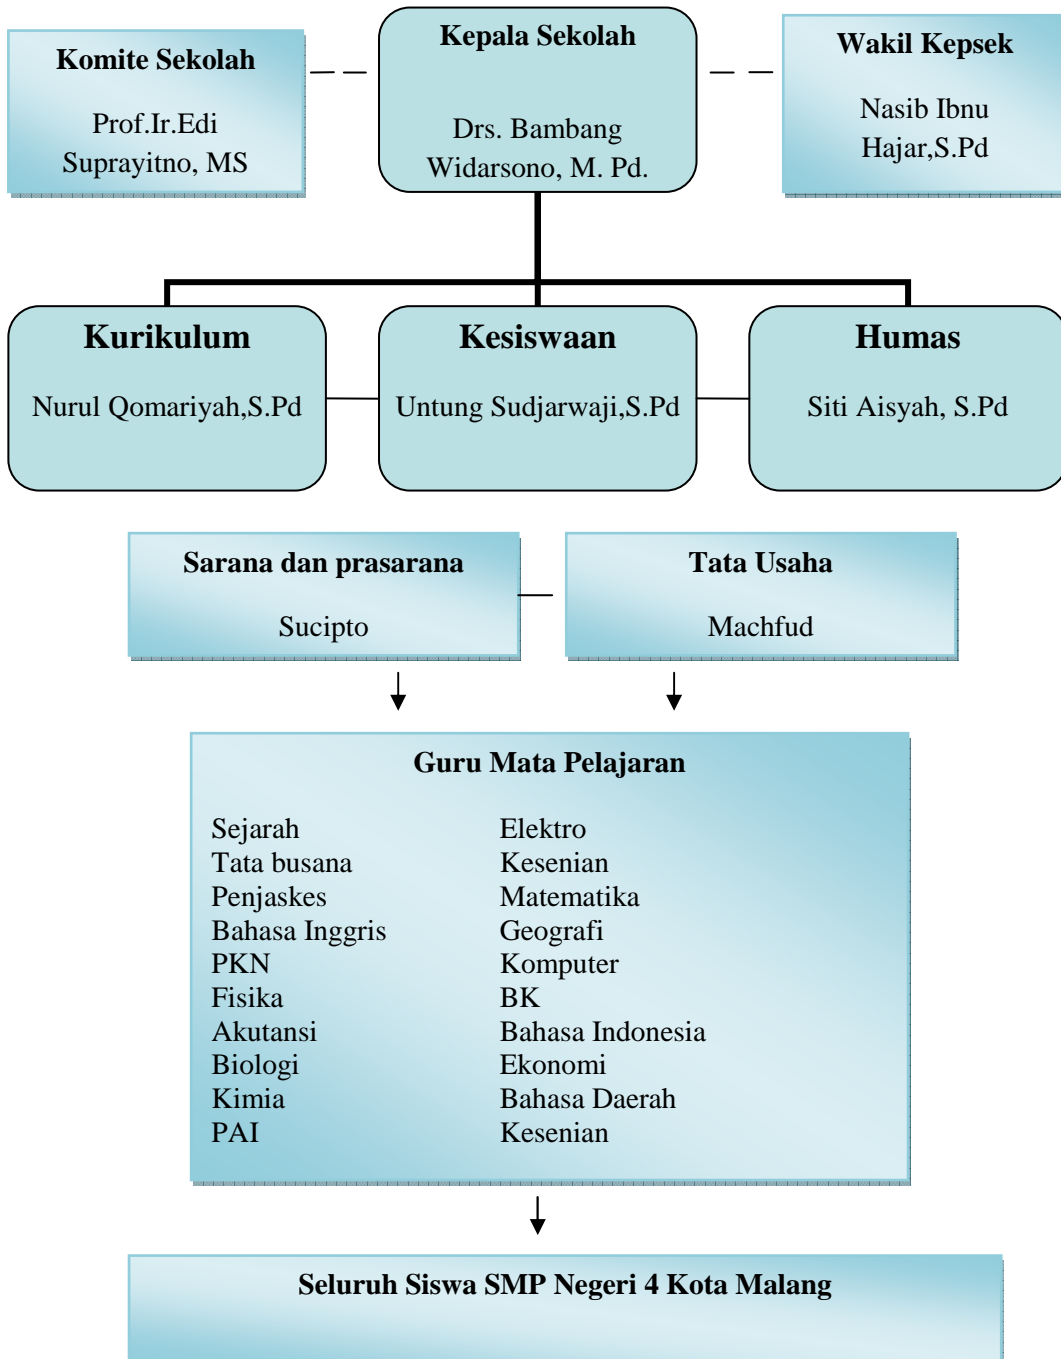 Komite Sekolah
Prof.Ir.Edi
Suprayitno, MS
Kepala Sekolah
Drs. Bambang
Widarsono, M. Pd.
Wakil Kepsek
Nasib Ibnu
Hajar,S.Pd
Kurikulum
Nurul Qomariyah,S.Pd
Kesiswaan
Untung Sudjarwaji,S.Pd
Humas
Siti Aisyah, S.Pd
Sarana dan prasarana
Sucipto
Tata Usaha
Machfud
Guru Mata Pelajaran
Sejarah Elektro
Tata busana Kesenian
Penjaskes Matematika
Bahasa Inggris Geografi
PKN Komputer
Fisika BK
Akutansi Bahasa Indonesia
Biologi Ekonomi
Kimia Bahasa Daerah
PAI Kesenian
Seluruh Siswa SMP Negeri 4 Kota Malang